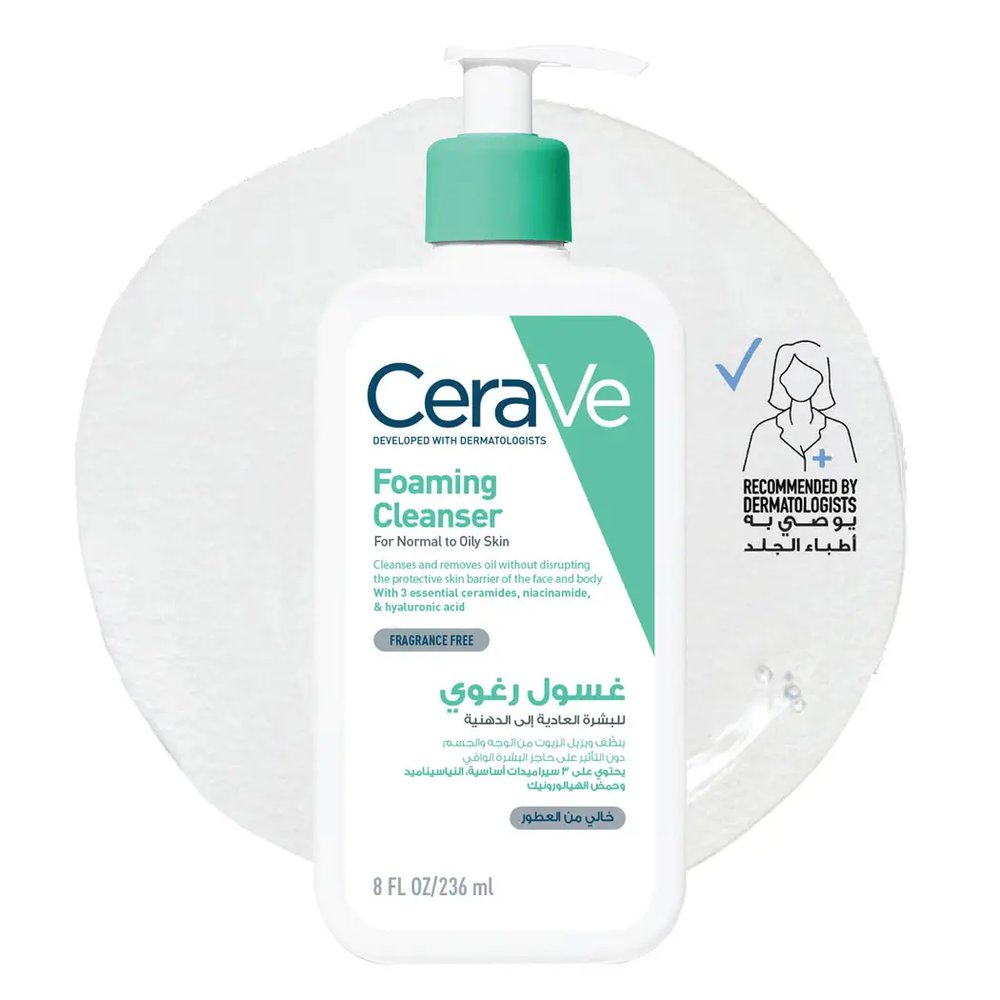 CeraVe
DEVELOPED WITH DERMATOLOGISTS
Foaming
Cleanser
For Normal to Oily Skin
Cleanses and removes oil without disrupting
the protective skin barrier of the face and body
With 3 essential ceramides, niacinamide,
& hyaluronic acid
FRAGRANCE FREE
غسول رغوي
للبشرة العادية إلى الدهنية
ينظّف ويزيل الزيوت من الوجه والجسم
دون التأثير على حاجز البشرة الواقي
يحتوي على ٣ سيراميدات أساسية، النياسيناميد
وحمض الهيالورونيك
خالي من العطور
8 FL OZ/236 ml
RECOMMENDED BY
DERMATOLOGISTS
يوصي به
أطباء الجلد